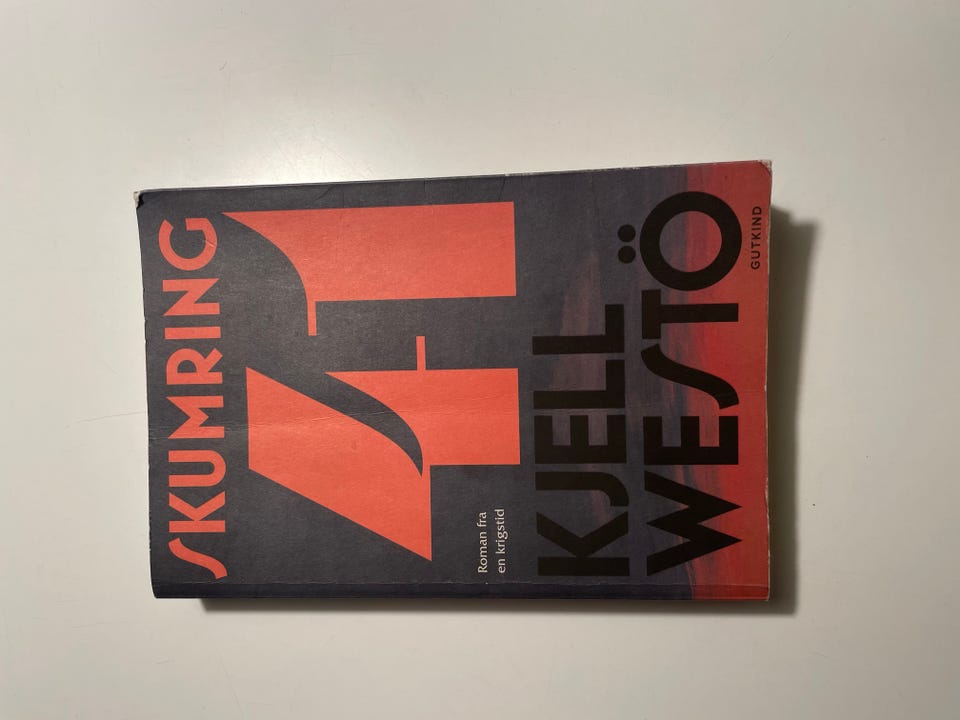 SKUMRING
41
Roman fra
en krigstid
KJELL
WESTÖ
GUTKIND